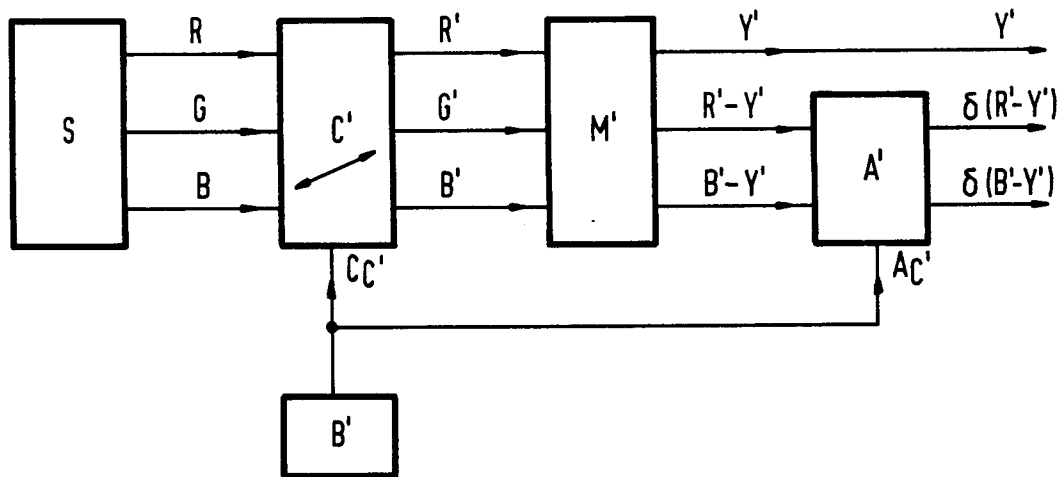 R R' Y' Y'
G G' R'-Y' δ(R'-Y')
S C' M' A'
B B' B'-Y' δ(B'-Y')
CC' AC'
B'